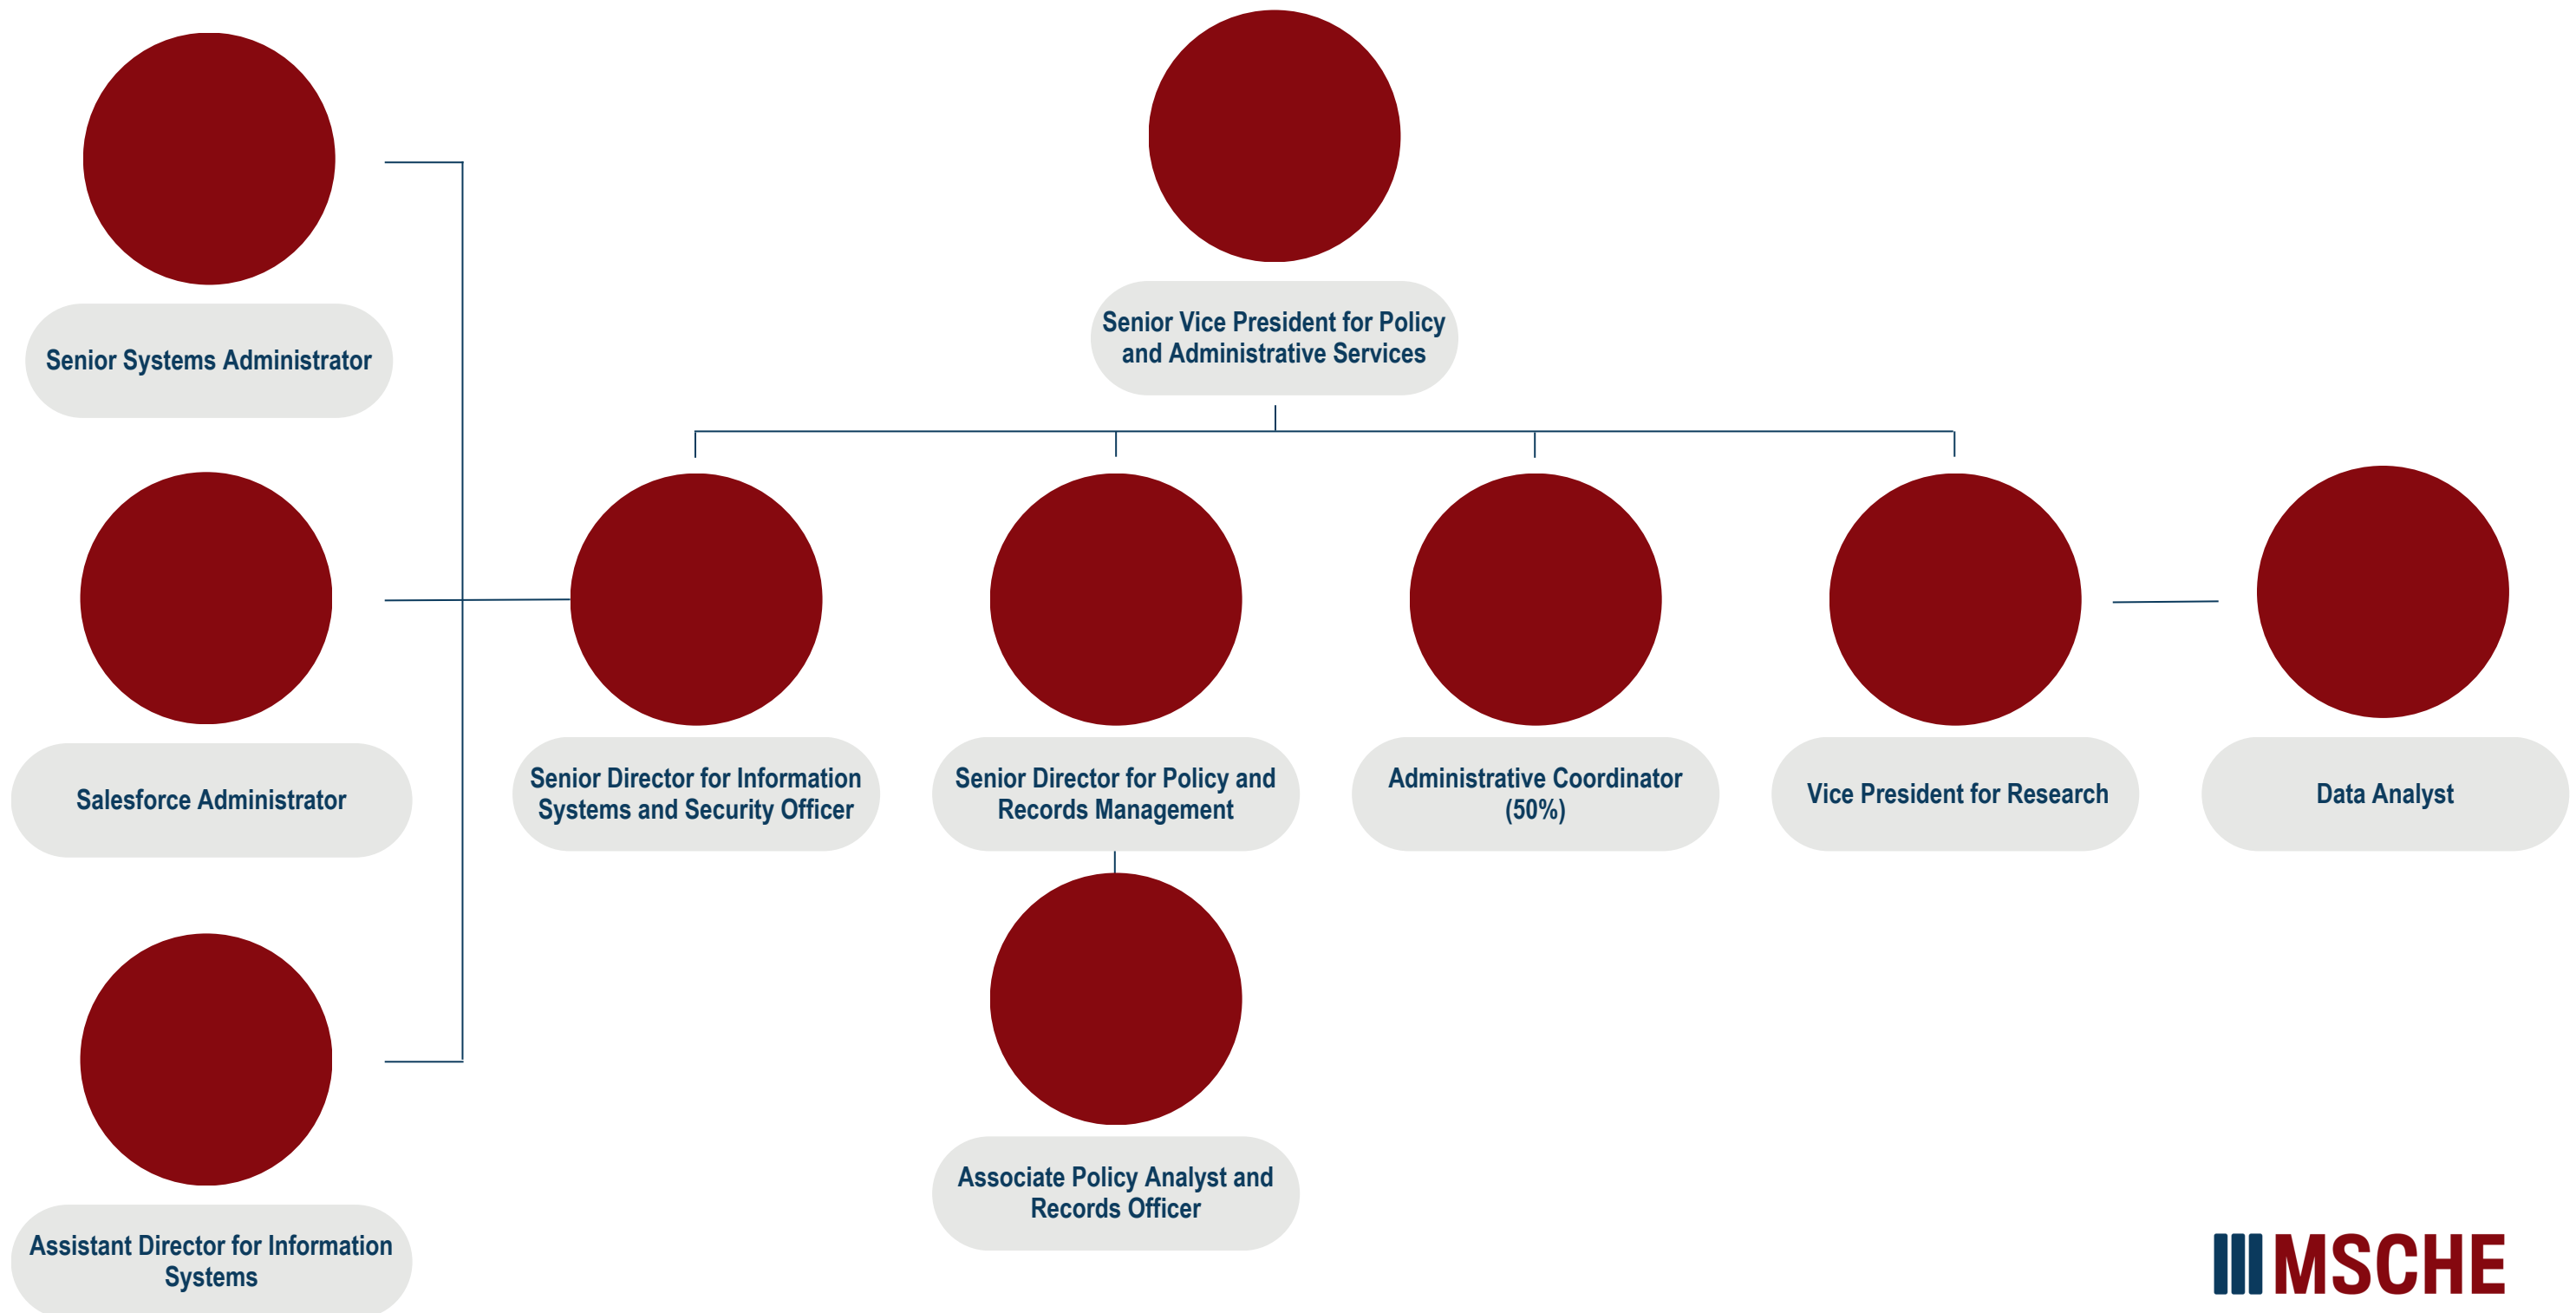 Senior Vice President for Policy
and Administrative Services
Senior Systems Administrator
Salesforce Administrator
Assistant Director for Information
Systems
Senior Director for Information
Systems and Security Officer
Senior Director for Policy and
Records Management
Administrative Coordinator
(50%)
Vice President for Research
Data Analyst
Associate Policy Analyst and
Records Officer
MSCHE